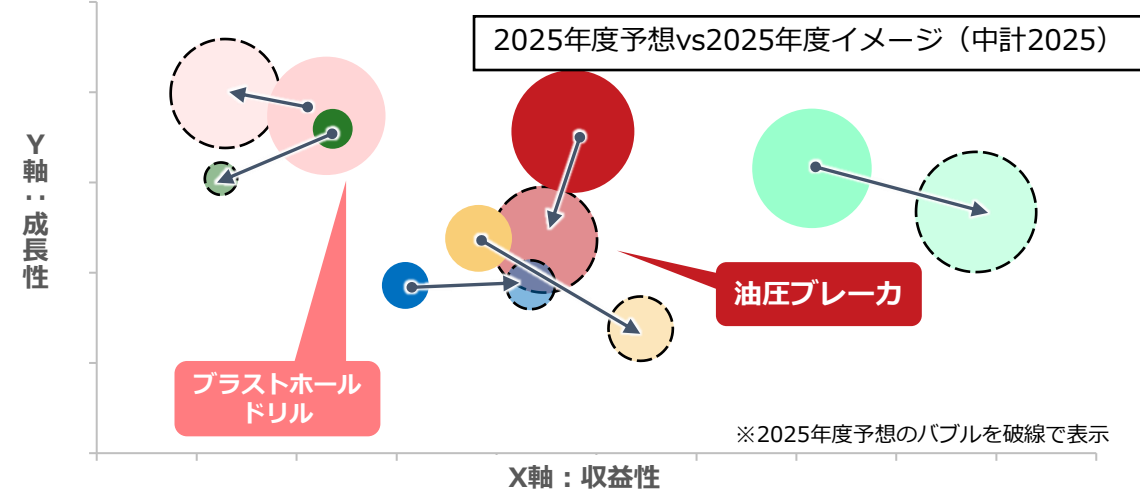 2025年度予想vs2025年度イメージ（中計2025）
Y軸：成長性
ブラストホール
ドリル
油圧ブレーカ
※2025年度予想のバブルを破線で表示
X軸：収益性